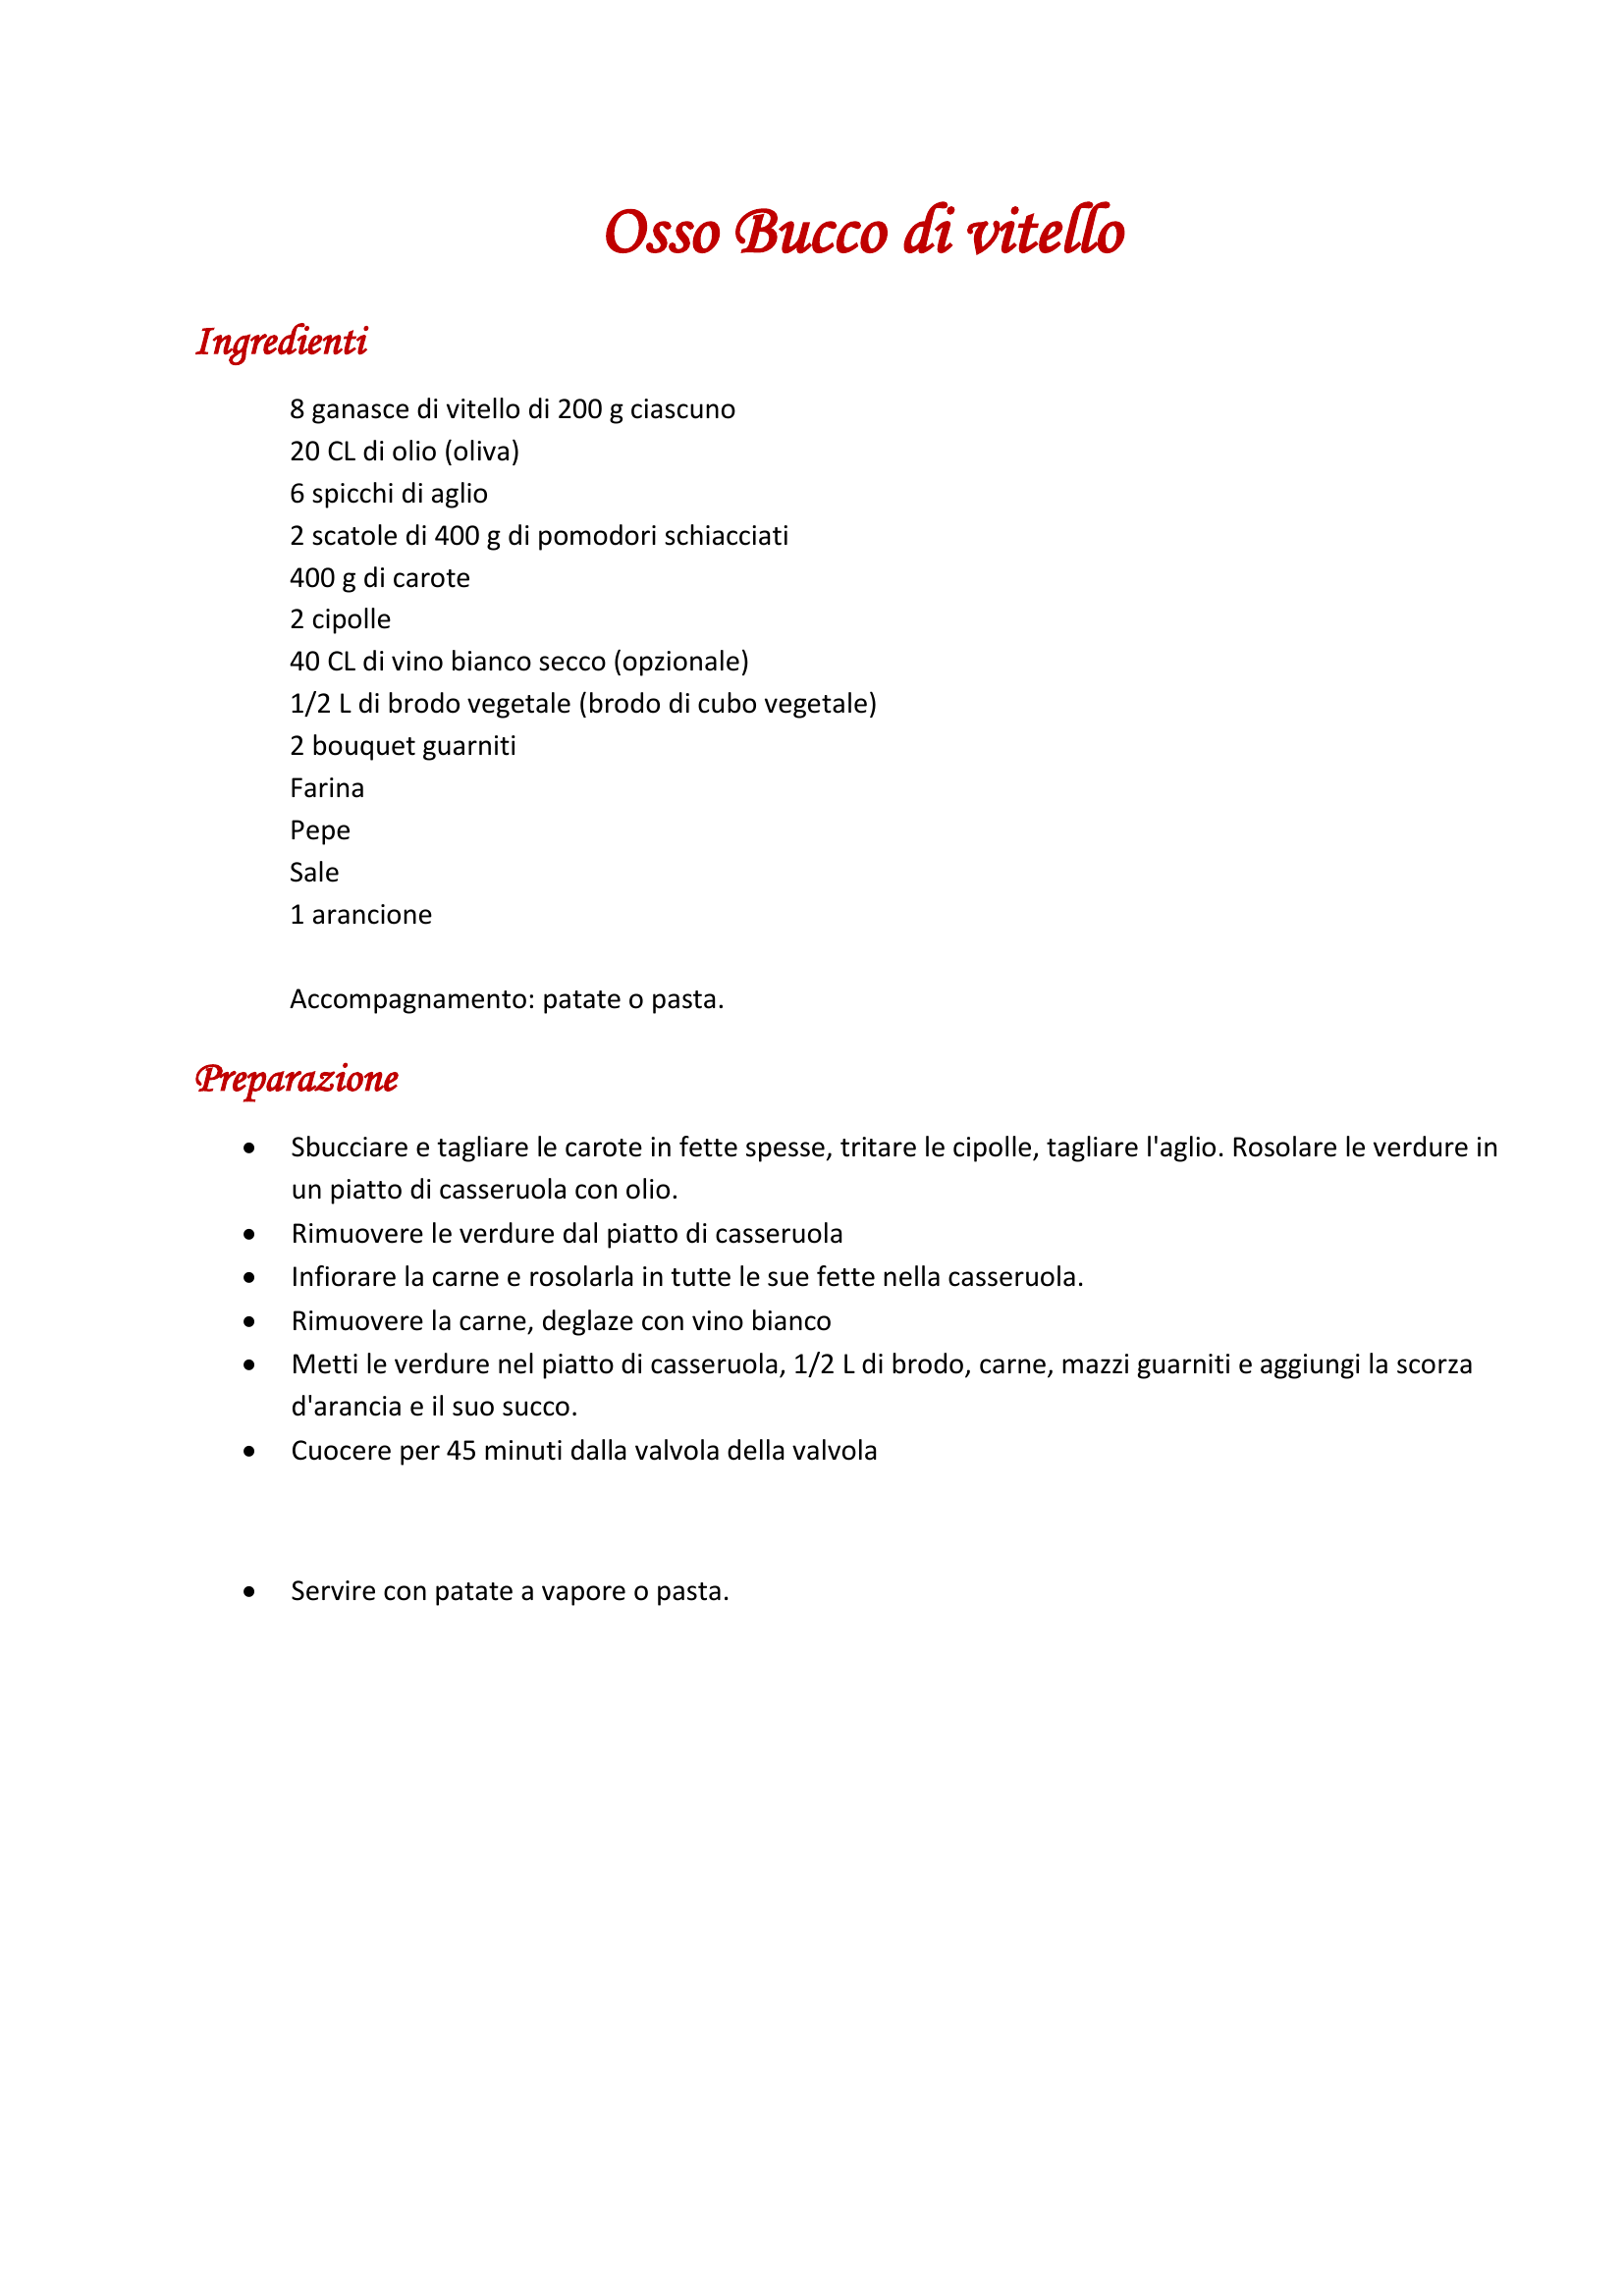 Osso Bucco di vitello
Ingredienti
8 ganasce di vitello di 200 g ciascuno
20 CL di olio (oliva)
6 spicchi di aglio
2 scatole di 400 g di pomodori schiacciati
400 g di carote
2 cipolle
40 CL di vino bianco secco (opzionale)
1/2 L di brodo vegetale (brodo di cubo vegetale)
2 bouquet guarniti
Farina
Pepe
Sale
1 arancione
Accompagnamento: patate o pasta.
Preparazione
• Sbucciare e tagliare le carote in fette spesse, tritare le cipolle, tagliare l'aglio. Rosolare le verdure in
un piatto di casseruola con olio.
• Rimuovere le verdure dal piatto di casseruola
• Infiorare la carne e rosolarla in tutte le sue fette nella casseruola.
• Rimuovere la carne, deglaze con vino bianco
• Metti le verdure nel piatto di casseruola, 1/2 L di brodo, carne, mazzi guarniti e aggiungi la scorza
d'arancia e il suo succo.
• Cuocere per 45 minuti dalla valvola della valvola
• Servire con patate a vapore o pasta.